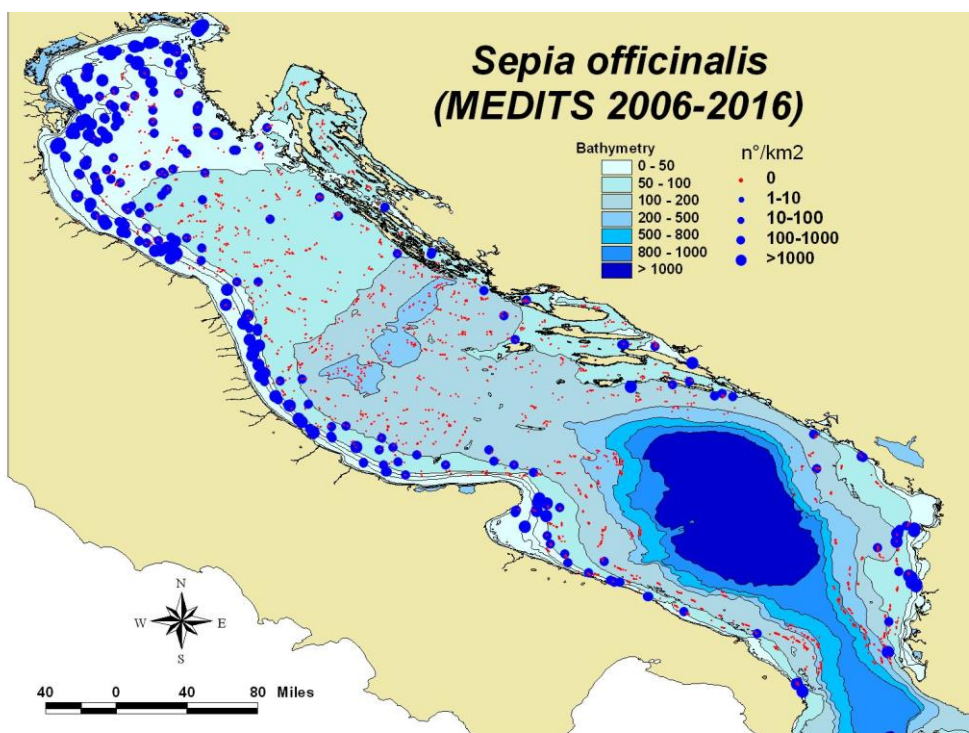 Sepia officinalis
(MEDITS 2006-2016)
Bathymetry
0 - 50
50 - 100
100 - 200
200 - 500
500 - 800
800 - 1000
> 1000
n°/km2
0
1-10
10-100
100-1000
>1000
N
W E
S
40 0 40 80 Miles